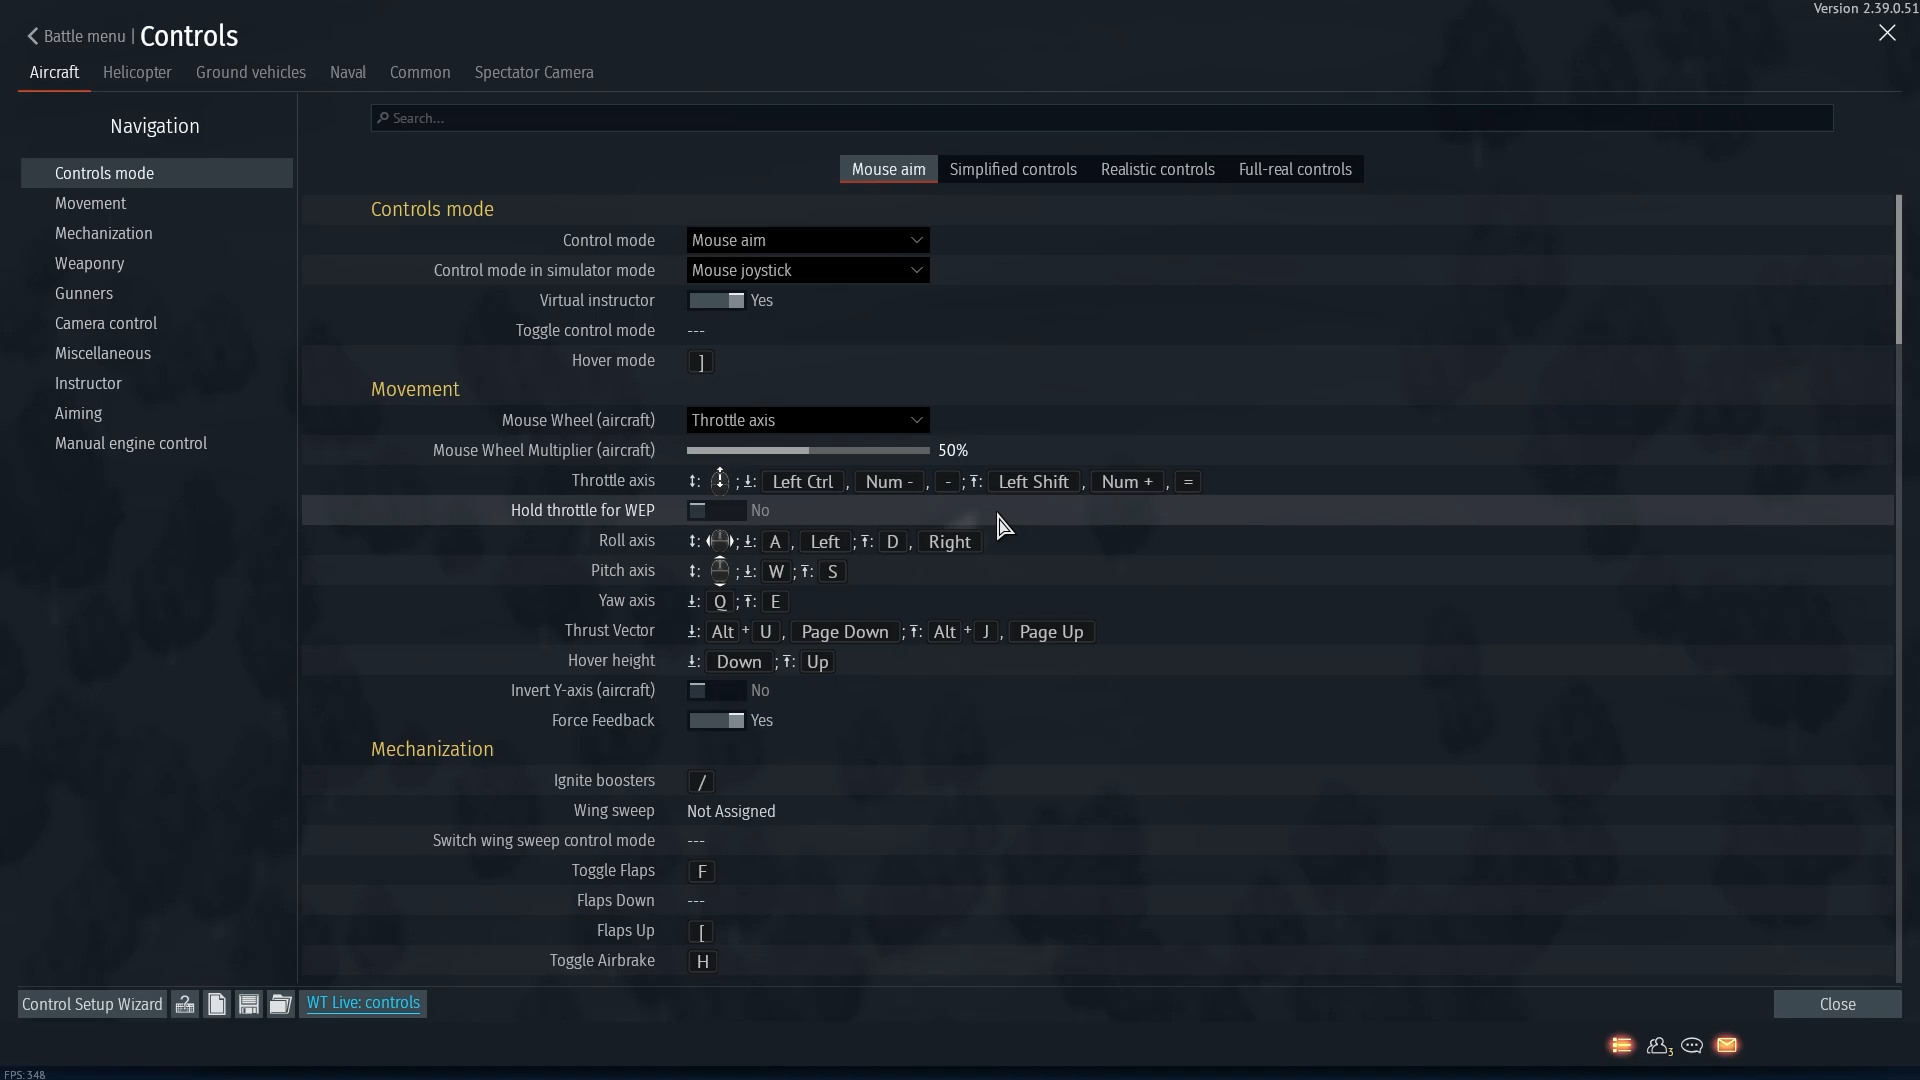 Version 2.39.0.51
Battle menu | Controls
Aircraft Helicopter Ground vehicles Naval Common Spectator Camera
Navigation
Controls mode
Movement
Mechanization
Weaponry
Gunners
Camera control
Miscellaneous
Instructor
Aiming
Manual engine control
Search...
Mouse aim Simplified controls Realistic controls Full-real controls
Controls mode
Control mode Mouse aim
Control mode in simulator mode Mouse joystick
Virtual instructor Yes
Toggle control mode ---
Hover mode ]
Movement
Mouse Wheel (aircraft) Throttle axis
Mouse Wheel Multiplier (aircraft) 50%
Throttle axis ↕: ; ↓: Left Ctrl , Num - , - ; ↑: Left Shift , Num + , =
Hold throttle for WEP No
Roll axis ↕: ; ↓: A , Left ; ↑: D , Right
Pitch axis ↕: ; ↓: W ; ↑: S
Yaw axis ↓: Q ; ↑: E
Thrust Vector ↓: Alt + U , Page Down ; ↑: Alt + J , Page Up
Hover height ↓: Down ; ↑: Up
Invert Y-axis (aircraft) No
Force Feedback Yes
Mechanization
Ignite boosters /
Wing sweep Not Assigned
Switch wing sweep control mode ---
Toggle Flaps F
Flaps Down ---
Flaps Up [
Toggle Airbrake H
Control Setup Wizard WT Live: controls Close
3
FPS: 348